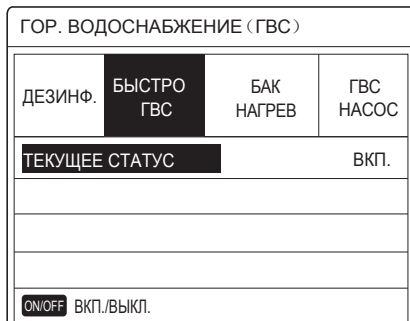 ГОР. ВОДОСНАБЖЕНИЕ (ГВС)
ДЕЗИНФ.
БЫСТРО
ГВС
БАК
НАГРЕВ
ГВС
НАСОС
ТЕКУЩЕЕ СТАТУС ВКП.
ON/OFF ВКП./ВЫКЛ.